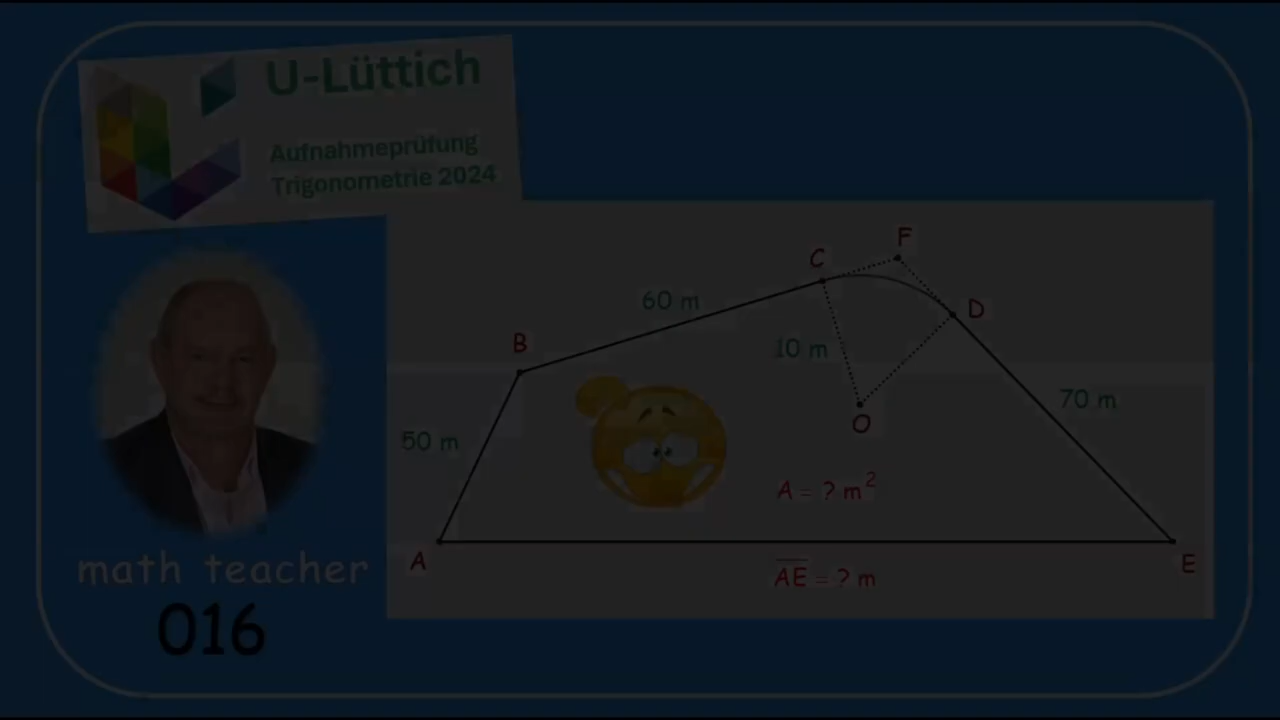 U-Lüttich
Aufnahmeprüfung
Trigonometrie 2024
F
C
60 m
D
B
10 m
70 m
O
50 m
A = ? m²
A
E
AE = ? m
math teacher
016